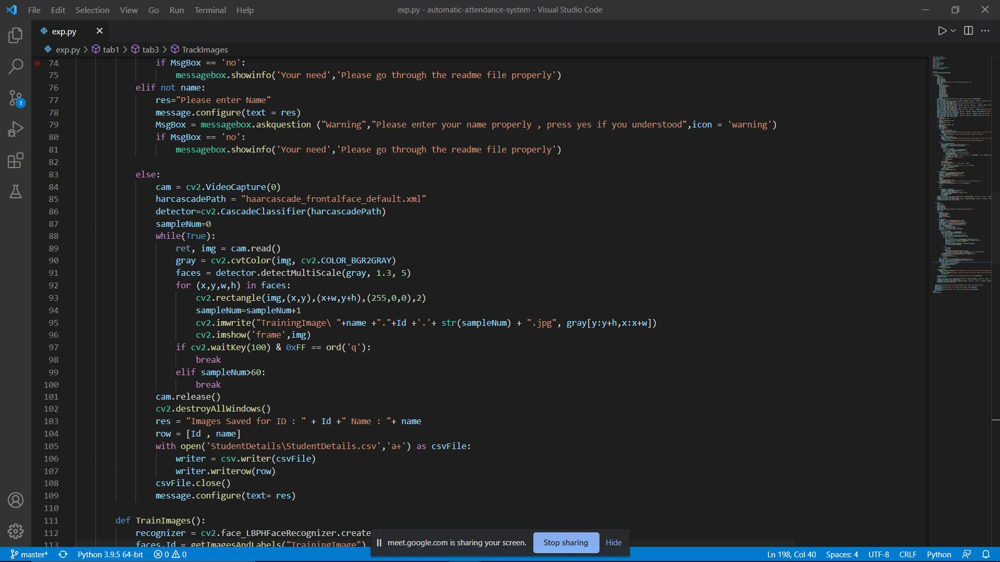 File Edit Selection View Go Run Terminal Help exp.py - automatic-attendance-system - Visual Studio Code
exp.py
exp.py > tab1 > tab3 > TrackImages
74 if MsgBox == 'no':
75 messagebox.showinfo('Your need','Please go through the readme file properly')
76 elif not name:
77 res="Please enter Name"
78 message.configure(text = res)
79 MsgBox = messagebox.askquestion ("Warning","Please enter your name properly , press yes if you understood",icon = 'warning')
80 if MsgBox == 'no':
81 messagebox.showinfo('Your need','Please go through the readme file properly')
82
83 else:
84 cam = cv2.VideoCapture(0)
85 harcascadePath = "haarcascade_frontalface_default.xml"
86 detector=cv2.CascadeClassifier(harcascadePath)
87 sampleNum=0
88 while(True):
89 ret, img = cam.read()
90 gray = cv2.cvtColor(img, cv2.COLOR_BGR2GRAY)
91 faces = detector.detectMultiScale(gray, 1.3, 5)
92 for (x,y,w,h) in faces:
93 cv2.rectangle(img,(x,y),(x+w,y+h),(255,0,0),2)
94 sampleNum=sampleNum+1
95 cv2.imwrite("TrainingImage\ "+name +"."+Id +'.'+ str(sampleNum) + ".jpg", gray[y:y+h,x:x+w])
96 cv2.imshow('frame',img)
97 if cv2.waitKey(100) & 0xFF == ord('q'):
98 break
99 elif sampleNum>60:
100 break
101 cam.release()
102 cv2.destroyAllWindows()
103 res = "Images Saved for ID : " + Id +" Name : "+ name
104 row = [Id , name]
105 with open('StudentDetails\StudentDetails.csv','a+') as csvFile:
106 writer = csv.writer(csvFile)
107 writer.writerow(row)
108 csvFile.close()
109 message.configure(text= res)
110
111 def TrainImages():
112 recognizer = cv2.face_LBPHFaceRecognizer.create
113 faces,Id = getImagesAndLabels("TrainingImage")
meet.google.com is sharing your screen. Stop sharing Hide
1
master* Python 3.9.5 64-bit 0 0 Ln 198, Col 40 Spaces: 4 UTF-8 CRLF Python